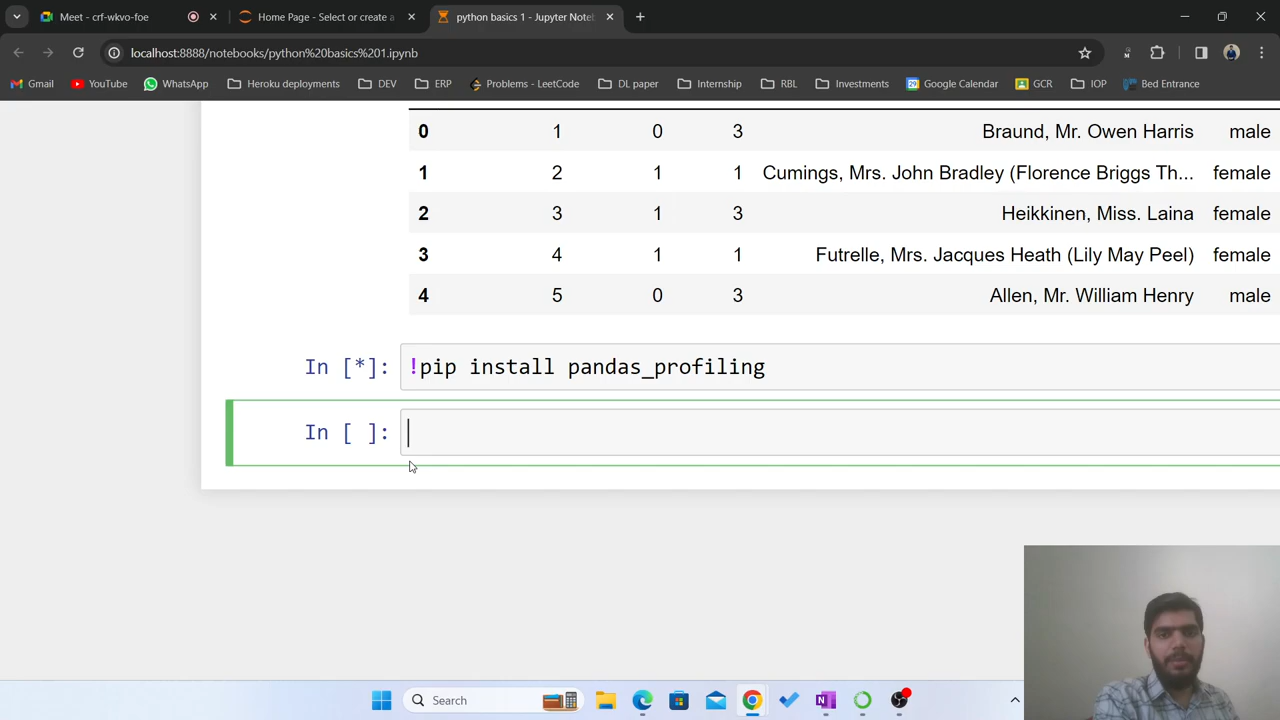 Meet - crf-wkvo-foe
Home Page - Select or create a
python basics 1 - Jupyter Note
localhost:8888/notebooks/python%20basics%201.ipynb
Gmail YouTube WhatsApp Heroku deployments DEV ERP Problems - LeetCode DL paper Internship RBL Investments Google Calendar GCR IOP Bed Entrance
0 1 0 3 Braund, Mr. Owen Harris male
1 2 1 1 Cumings, Mrs. John Bradley (Florence Briggs Th... female
2 3 1 3 Heikkinen, Miss. Laina female
3 4 1 1 Futrelle, Mrs. Jacques Heath (Lily May Peel) female
4 5 0 3 Allen, Mr. William Henry male
In [*]: !pip install pandas_profiling
In [ ]:
Search